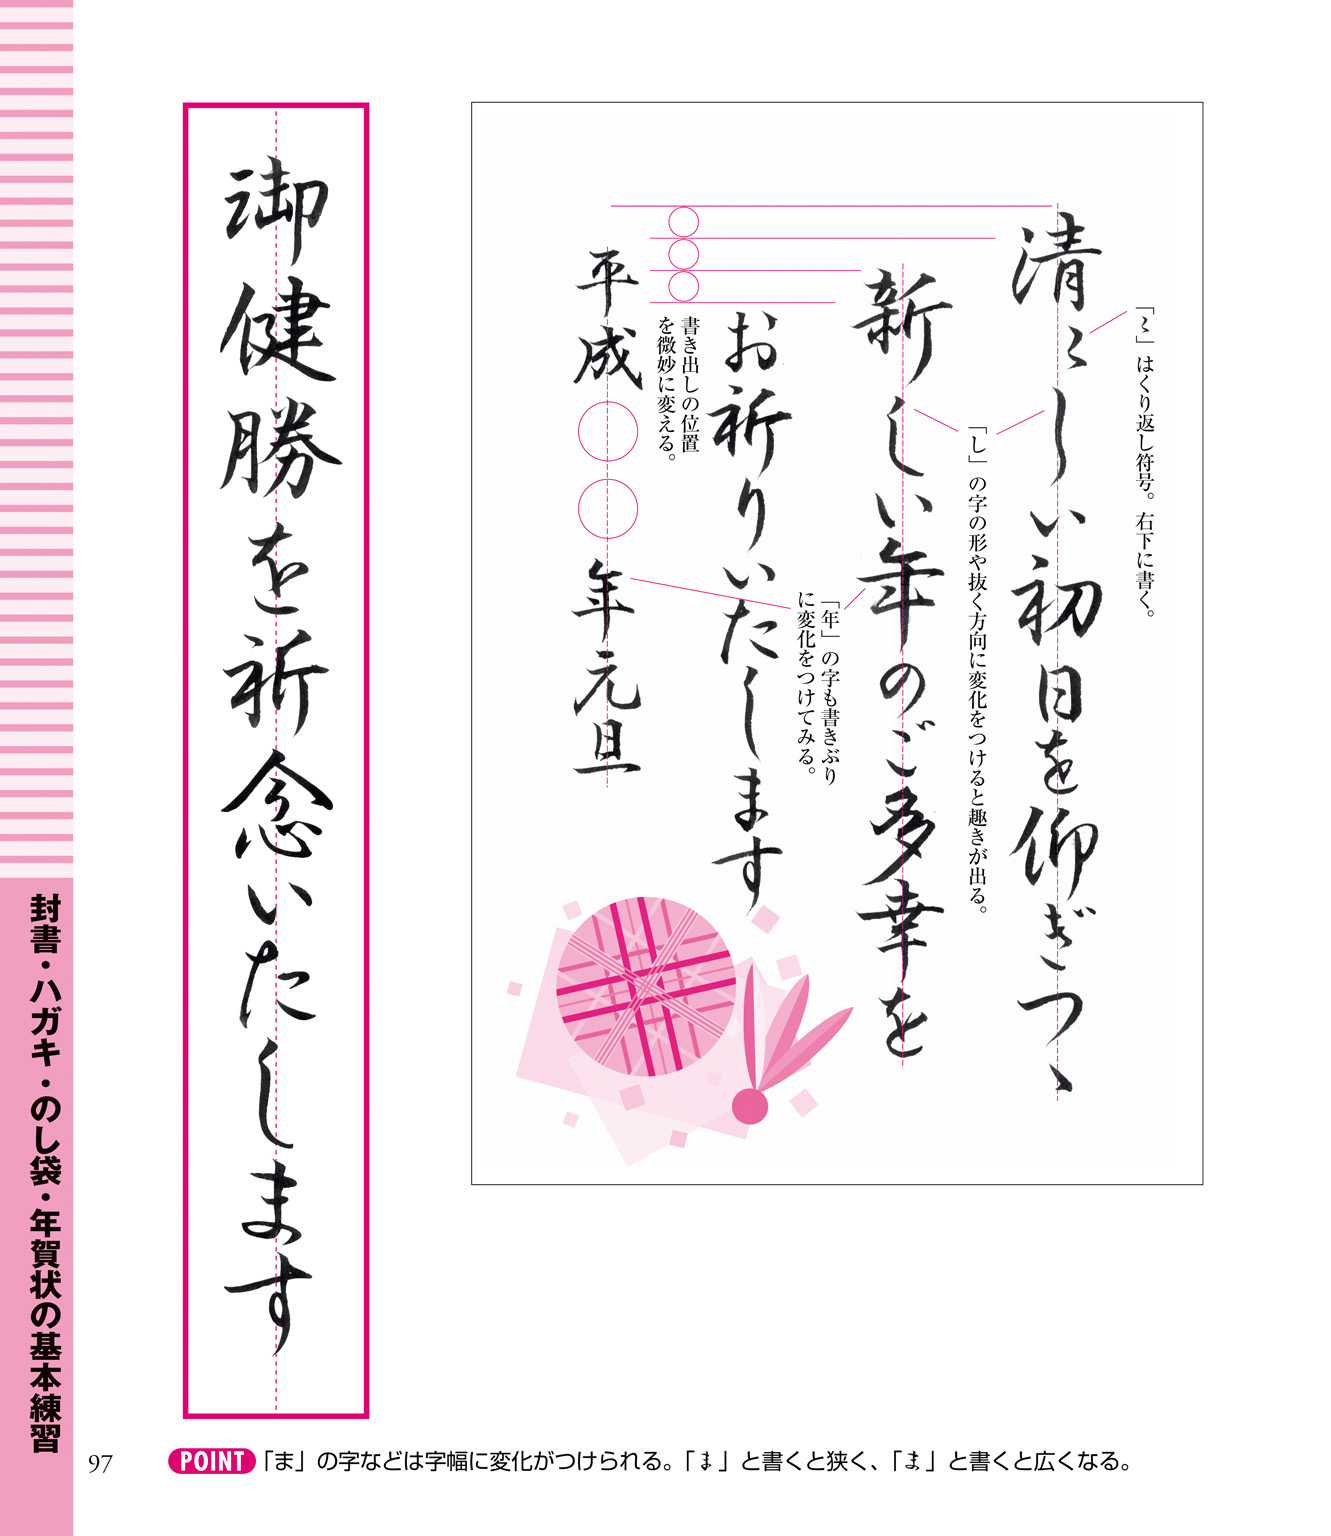 清〻しい初日を仰ぎつゝ
新しい年のご多幸を
お祈りいたします
平成〇〇年元旦
「〻」はくり返し符号。右下に書く。
「し」の字の形や抜く方向に変化をつけると趣きが出る。
「年」の字も書きぶり
に変化をつけてみる。
書き出しの位置
を微妙に変える。
御健勝を祈念いたします
封書・ハガキ・のし袋・年賀状の基本練習
97
POINT 「ま」の字などは字幅に変化がつけられる。「ま」と書くと狭く、「ま」と書くと広くなる。